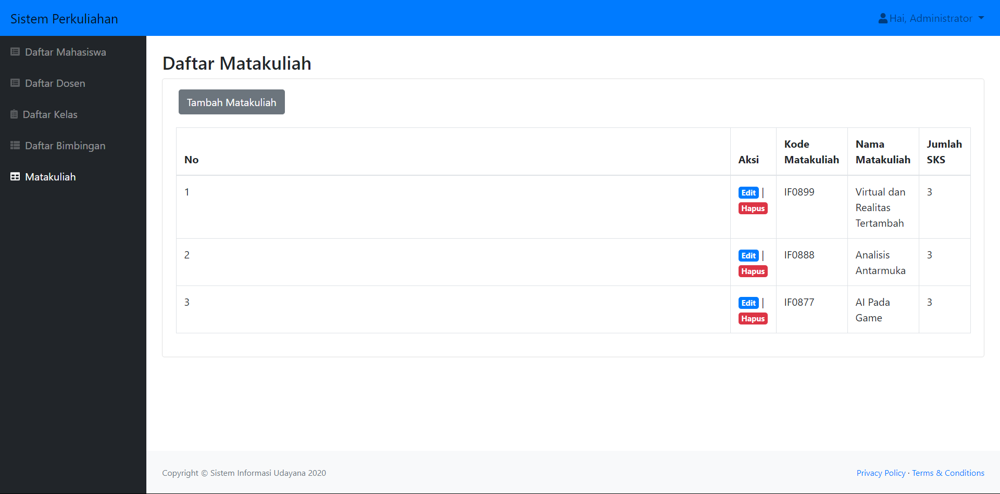 Sistem Perkuliahan
Hai, Administrator
Daftar Mahasiswa
Daftar Dosen
Daftar Kelas
Daftar Bimbingan
Matakuliah
Daftar Matakuliah
Tambah Matakuliah
No Aksi Kode Matakuliah Nama Matakuliah Jumlah SKS
1 Edit | Hapus IF0899 Virtual dan Realitas Tertambah 3
2 Edit | Hapus IF0888 Analisis Antarmuka 3
3 Edit | Hapus IF0877 AI Pada Game 3
Copyright © Sistem Informasi Udayana 2020
Privacy Policy · Terms & Conditions